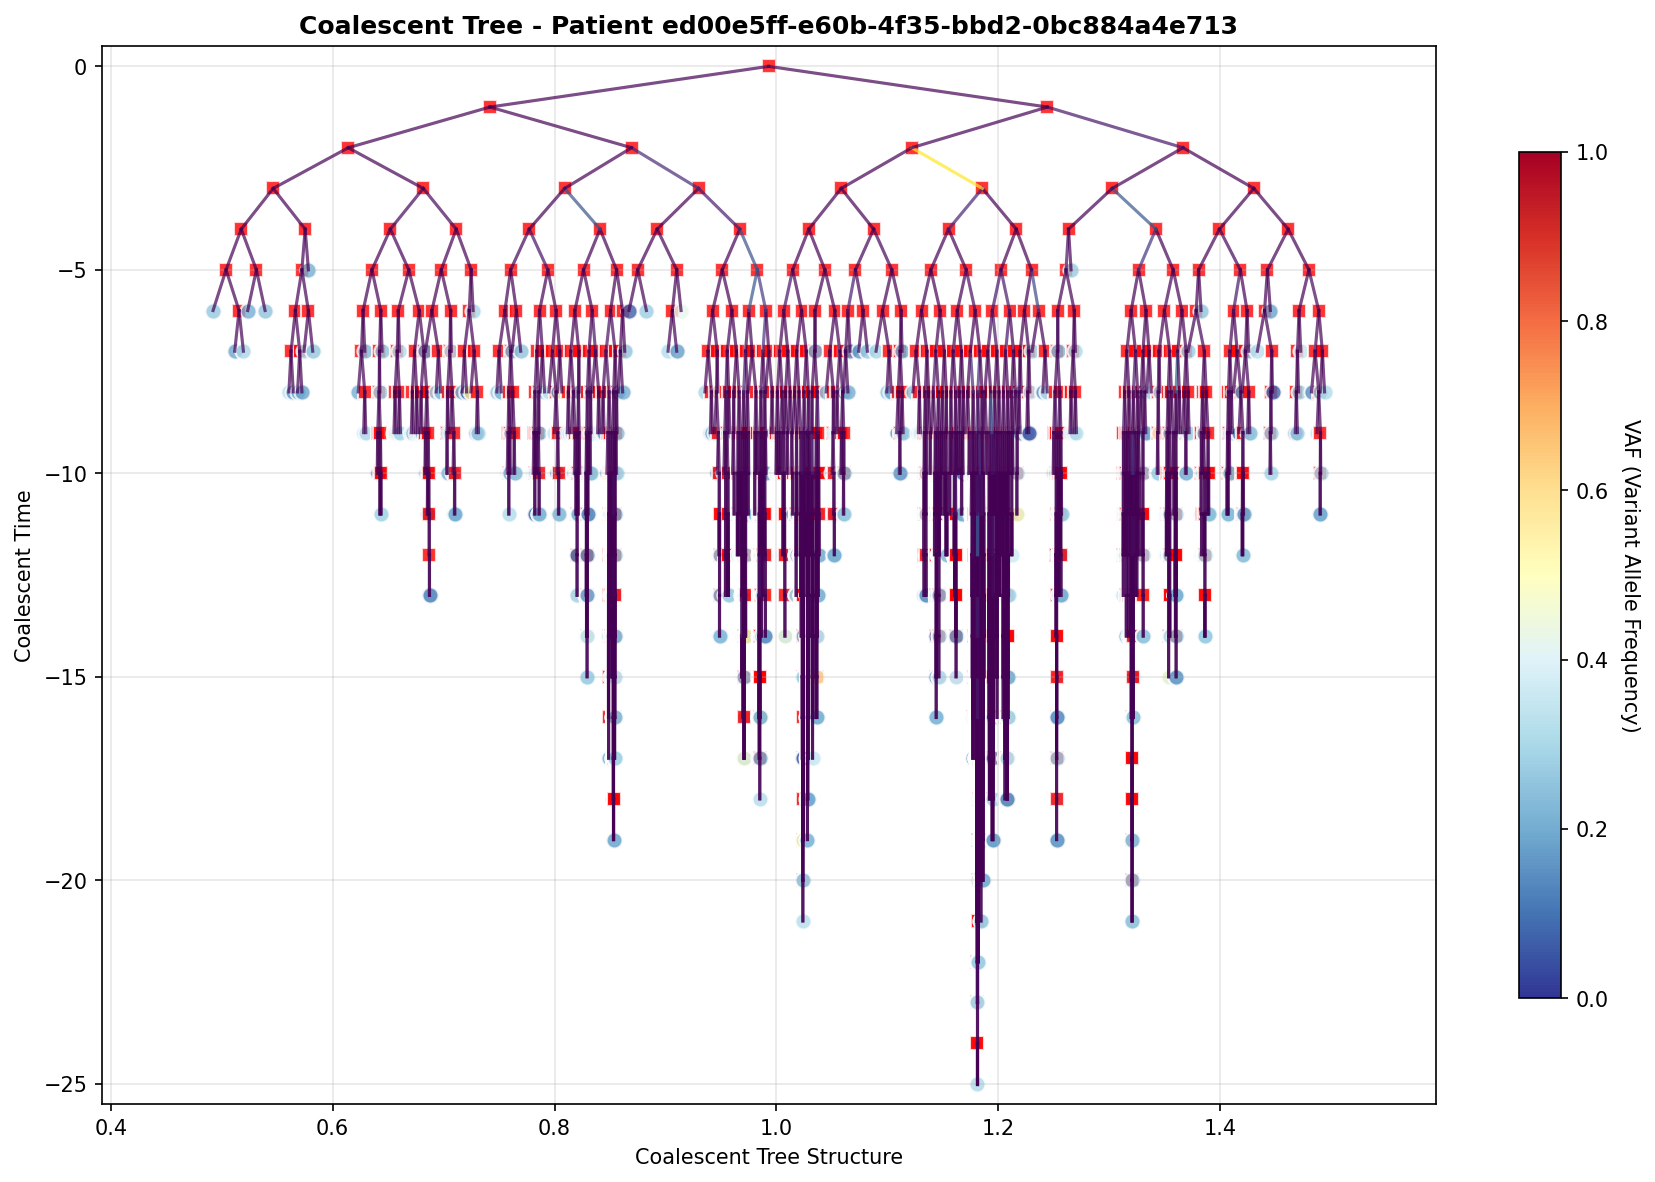 Coalescent Tree - Patient ed00e5ff-e60b-4f35-bbd2-0bc884a4e713
0
−5
−10
−15
−20
−25
Coalescent Time
0.4 0.6 0.8 1.0 1.2 1.4
Coalescent Tree Structure
1.0
0.8
0.6
0.4
0.2
0.0
VAF (Variant Allele Frequency)